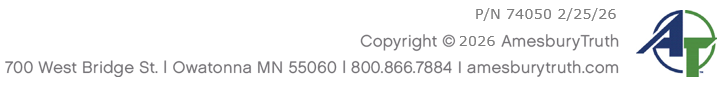 P/N 74050 2/25/26
Copyright © 2026 AmesburyTruth
700 West Bridge St. | Owatonna MN 55060 | 800.866.7884 | amesburytruth.com
AT